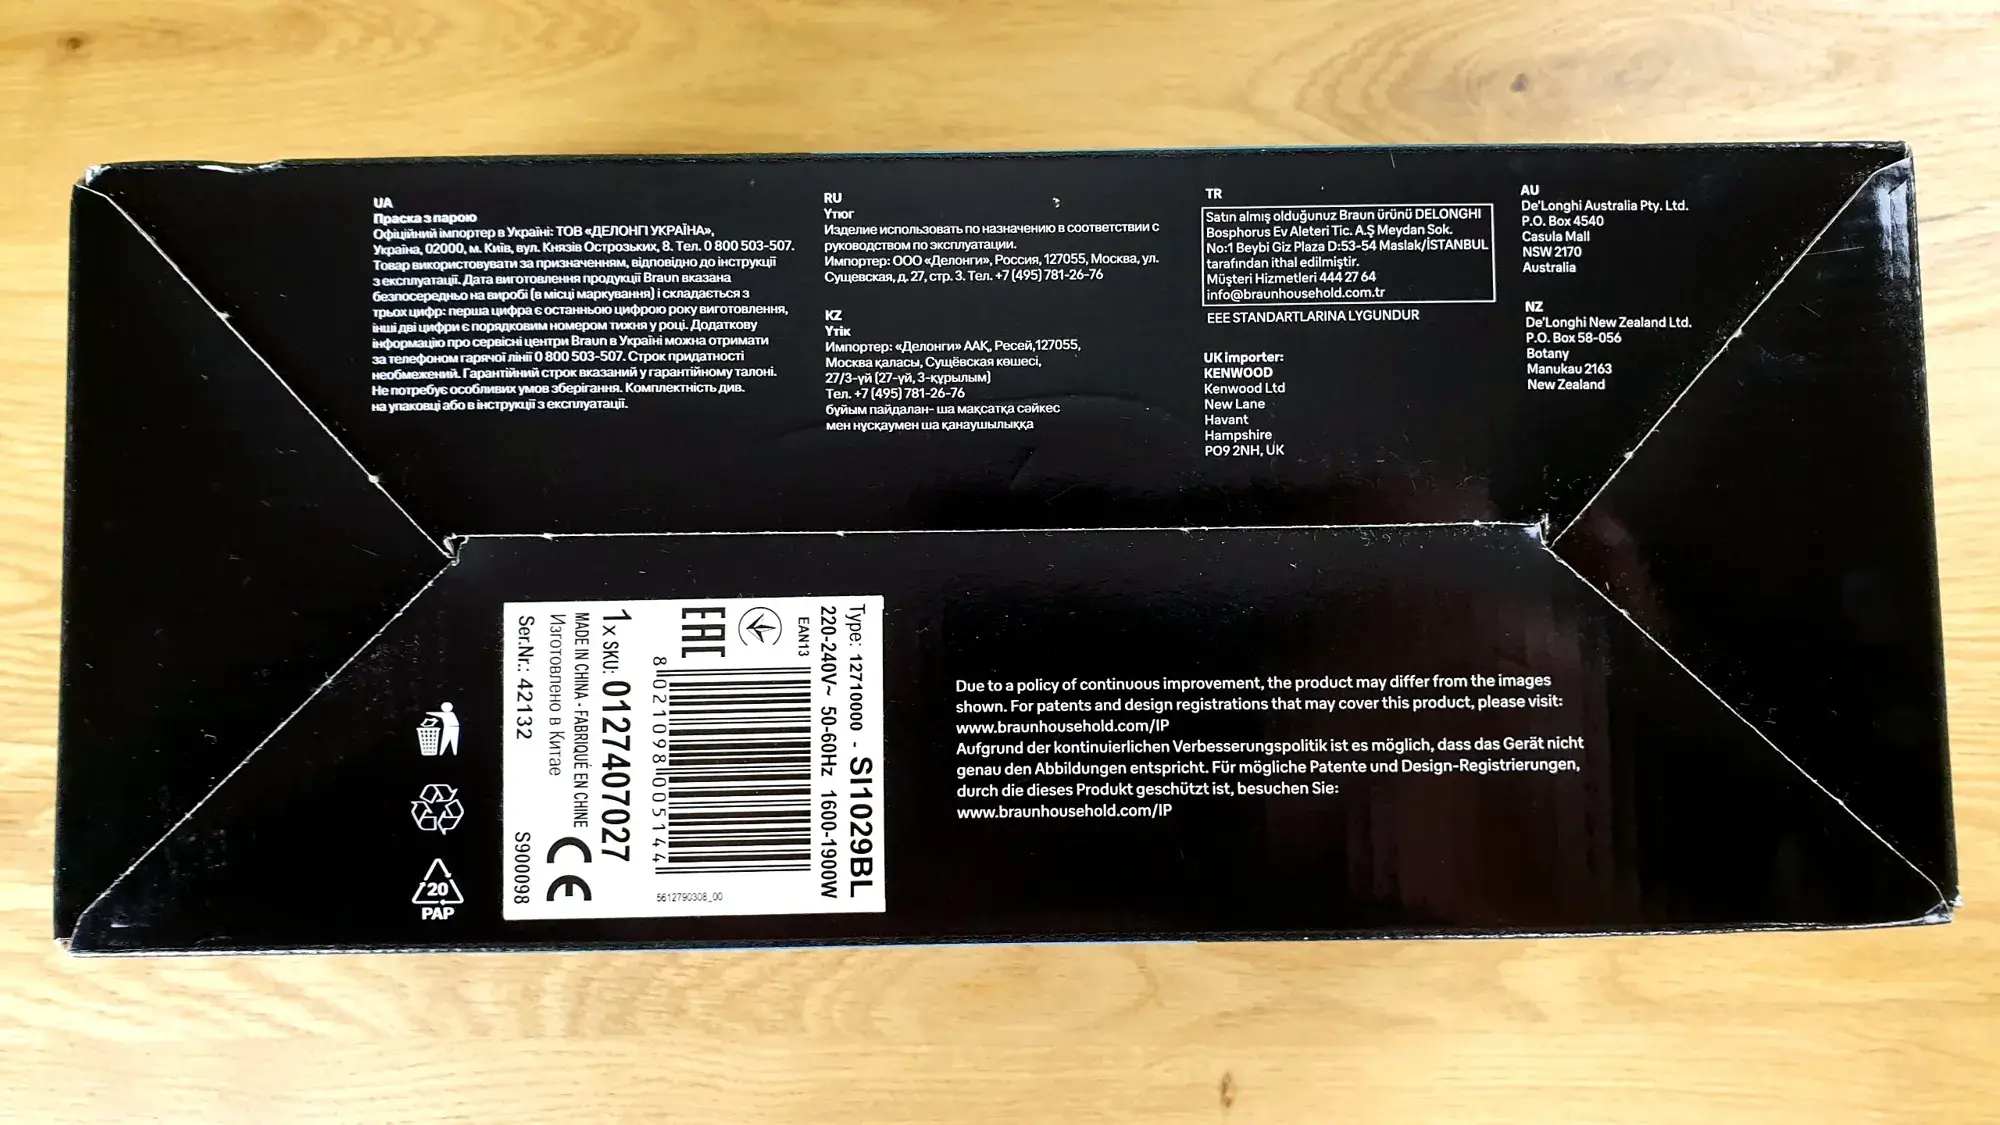 UA
Праска з парою
Офіційний імпортер в Україні: ТОВ «ДЕЛОНГІ УКРАЇНА»,
Україна, 02000, м. Київ, вул. Князів Острозьких, 8. Тел. 0 800 503-507.
Товар використовувати за призначенням, відповідно до інструкції
з експлуатації. Дата виготовлення продукції Braun вказана
безпосередньо на виробі (в місці маркування) і складається з
трьох цифр: перша цифра є останньою цифрою року виготовлення,
інші дві цифри є порядковим номером тижня у році. Додаткову
інформацію про сервісні центри Braun в Україні можна отримати
за телефоном гарячої лінії 0 800 503-507. Строк придатності
необмежений. Гарантійний строк вказаний у гарантійному талоні.
Не потребує особливих умов зберігання. Комплектність див.
на упаковці або в інструкції з експлуатації.
RU
Утюг
Изделие использовать по назначению в соответствии с
руководством по эксплуатации.
Импортер: ООО «Делонги», Россия, 127055, Москва, ул.
Сущевская, д. 27, стр. 3. Тел. +7 (495) 781-26-76
KZ
Үтік
Импортер: «Делонги» ААҚ, Ресей,127055,
Москва қаласы, Сущёвская көшесі,
27/3-үй (27-үй, 3-құрылым)
Тел. +7 (495) 781-26-76
бұйым пайдалан- ша мақсатқа сәйкес
мен нұсқаумен ша қанаушылыққа
TR
Satın almış olduğunuz Braun ürünü DELONGHI
Bosphorus Ev Aleteri Tic. A.Ş Meydan Sok.
No:1 Beybi Giz Plaza D:53-54 Maslak/İSTANBUL
tarafından ithal edilmiştir.
Müşteri Hizmetleri 444 27 64
info@braunhousehold.com.tr
EEE STANDARTLARINA UYGUNDUR
UK importer:
KENWOOD
Kenwood Ltd
New Lane
Havant
Hampshire
PO9 2NH, UK
AU
De'Longhi Australia Pty. Ltd.
P.O. Box 4540
Casula Mall
NSW 2170
Australia
NZ
De'Longhi New Zealand Ltd.
P.O. Box 58-056
Botany
Manukau 2163
New Zealand
Type: 12710000 - SI1029BL
220-240V~ 50-60Hz 1600-1900W
EAN13
8 021098 005144
5612790308_00
EAC
1 x SKU: 0127407027
MADE IN CHINA - FABRIQUÉ EN CHINE
Изготовлено в Китае
CE
Ser.Nr.: 42132
S900098
20
PAP
Due to a policy of continuous improvement, the product may differ from the images
shown. For patents and design registrations that may cover this product, please visit:
www.braunhousehold.com/IP
Aufgrund der kontinuierlichen Verbesserungspolitik ist es möglich, dass das Gerät nicht
genau den Abbildungen entspricht. Für mögliche Patente und Design-Registrierungen,
durch die dieses Produkt geschützt ist, besuchen Sie:
www.braunhousehold.com/IP